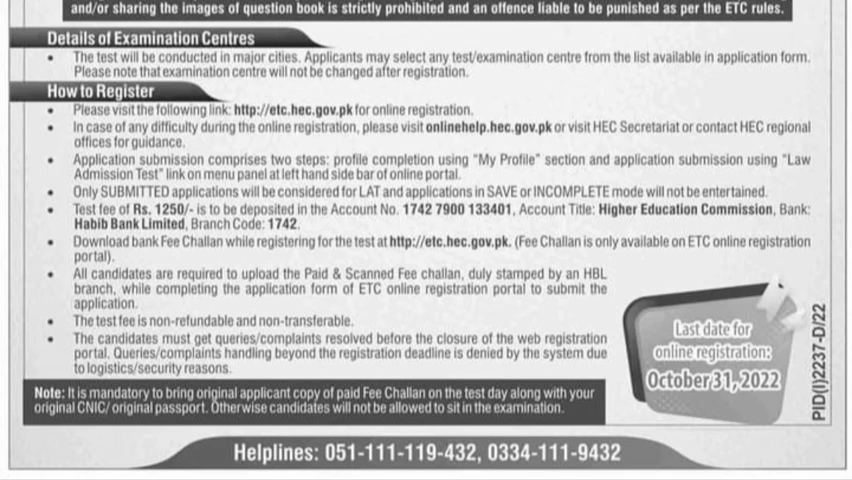 and/or sharing the images of question book is strictly prohibited and an offence liable to be punished as per the ETC rules.
Details of Examination Centres
• The test will be conducted in major cities. Applicants may select any test/examination centre from the list available in application form.
Please note that examination centre will not be changed after registration.
How to Register
• Please visit the following link: http://etc.hec.gov.pk for online registration.
• In case of any difficulty during the online registration, please visit onlinehelp.hec.gov.pk or visit HEC Secretariat or contact HEC regional
offices for guidance.
• Application submission comprises two steps: profile completion using "My Profile" section and application submission using "Law
Admission Test" link on menu panel at left hand side bar of online portal.
• Only SUBMITTED applications will be considered for LAT and applications in SAVE or INCOMPLETE mode will not be entertained.
• Test fee of Rs. 1250/- is to be deposited in the Account No. 1742 7900 133401, Account Title: Higher Education Commission, Bank:
Habib Bank Limited, Branch Code: 1742.
• Download bank Fee Challan while registering for the test at http://etc.hec.gov.pk. (Fee Challan is only available on ETC online registration
portal).
• All candidates are required to upload the Paid & Scanned Fee challan, duly stamped by an HBL
branch, while completing the application form of ETC online registration portal to submit the
application.
• The test fee is non-refundable and non-transferable.
• The candidates must get queries/complaints resolved before the closure of the web registration
portal. Queries/complaints handling beyond the registration deadline is denied by the system due
to logistics/security reasons.
Last date for
online registration:
October 31, 2022
PID(I)2237-D/22
Note: It is mandatory to bring original applicant copy of paid Fee Challan on the test day along with your
original CNIC/ original passport. Otherwise candidates will not be allowed to sit in the examination.
Helplines: 051-111-119-432, 0334-111-9432